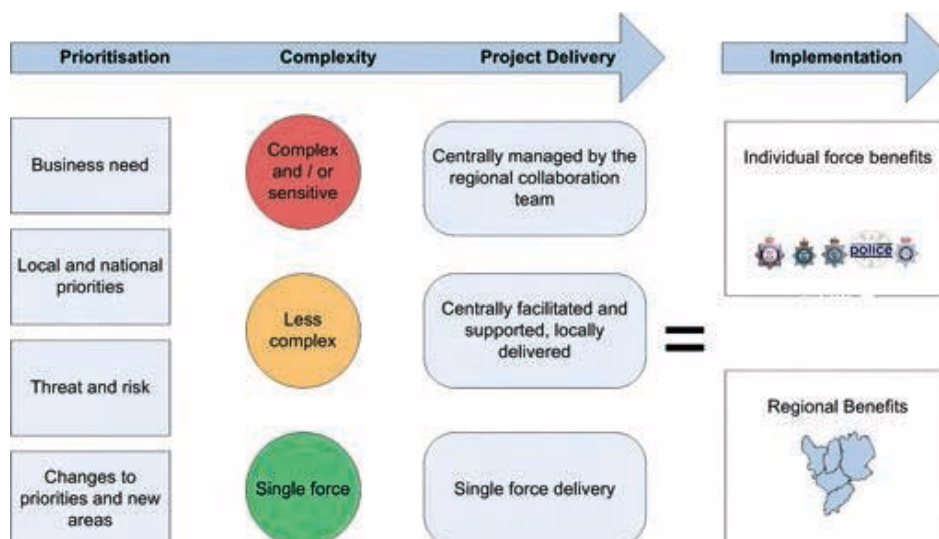 Prioritisation
Complexity
Project Delivery
Implementation
Business need
Local and national
priorities
Threat and risk
Changes to
priorities and new
areas
Complex
and / or
sensitive
Less
complex
Single force
Centrally managed by the
regional collaboration
team
Centrally facilitated and
supported, locally
delivered
Single force delivery
=
Individual force benefits
police
Regional Benefits